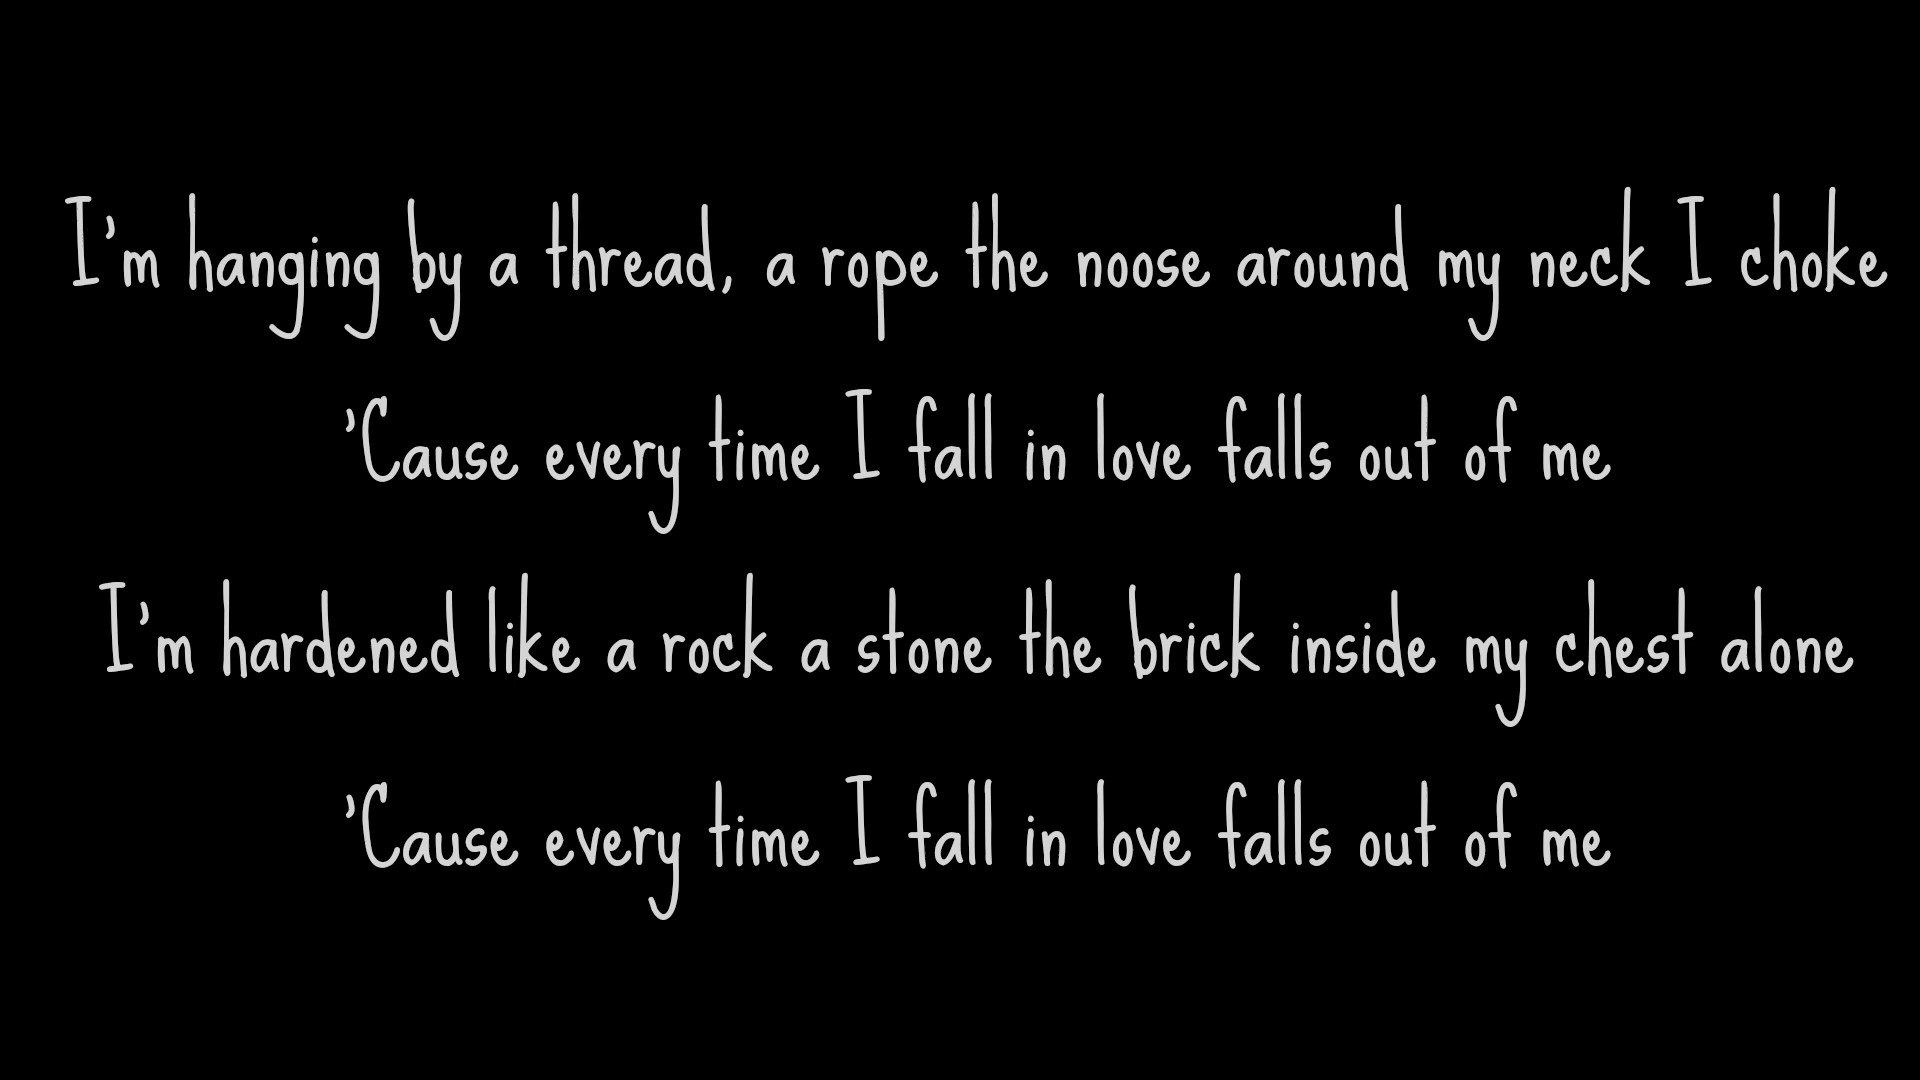 I'm hanging by a thread, a rope the noose around my neck I choke
'Cause every time I fall in love falls out of me
I'm hardened like a rock a stone the brick inside my chest alone
'Cause every time I fall in love falls out of me